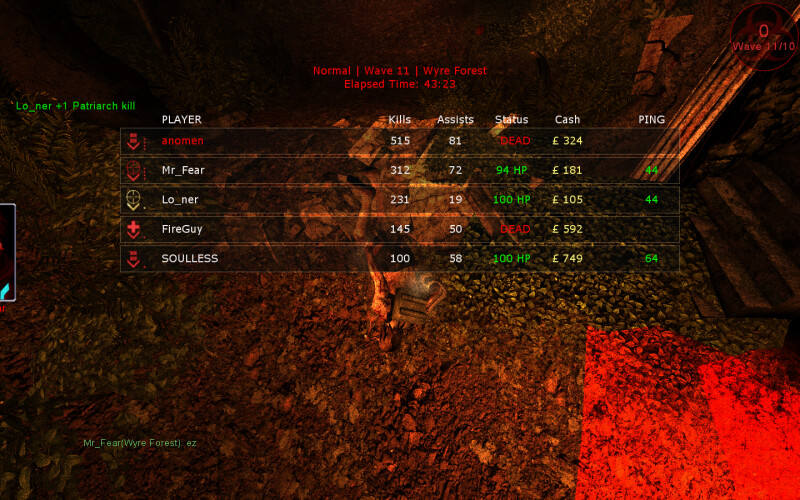 0
Wave 11/10
Normal | Wave 11 | Wyre Forest
Elapsed Time: 43:23
Lo_ner +1 Patriarch kill
PLAYER Kills Assists Status Cash PING
anomen 515 81 DEAD £ 324
Mr_Fear 312 72 94 HP £ 181 44
Lo_ner 231 19 100 HP £ 105 44
FireGuy 145 50 DEAD £ 592
SOULLESS 100 58 100 HP £ 749 64
Mr_Fear(Wyre Forest): ez